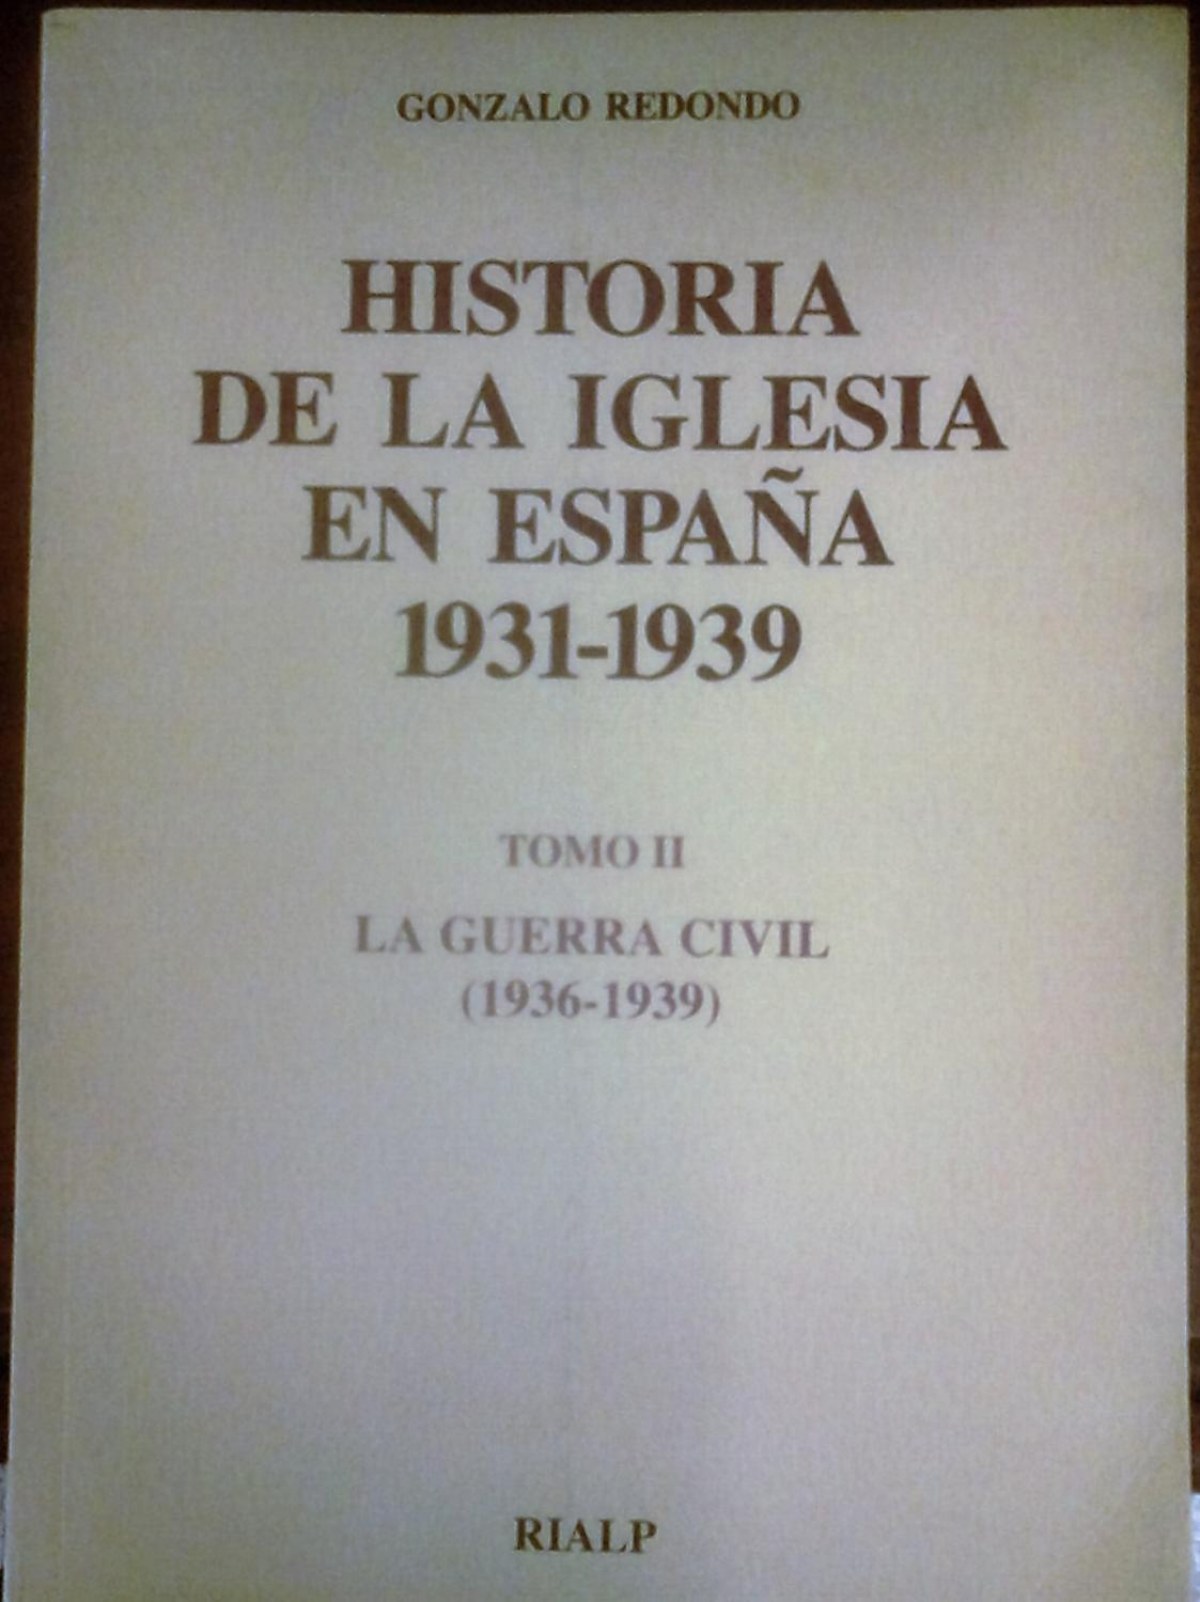 GONZALO REDONDO
HISTORIA
DE LA IGLESIA
EN ESPAÑA
1931-1939
TOMO II
LA GUERRA CIVIL
(1936-1939)
RIALP